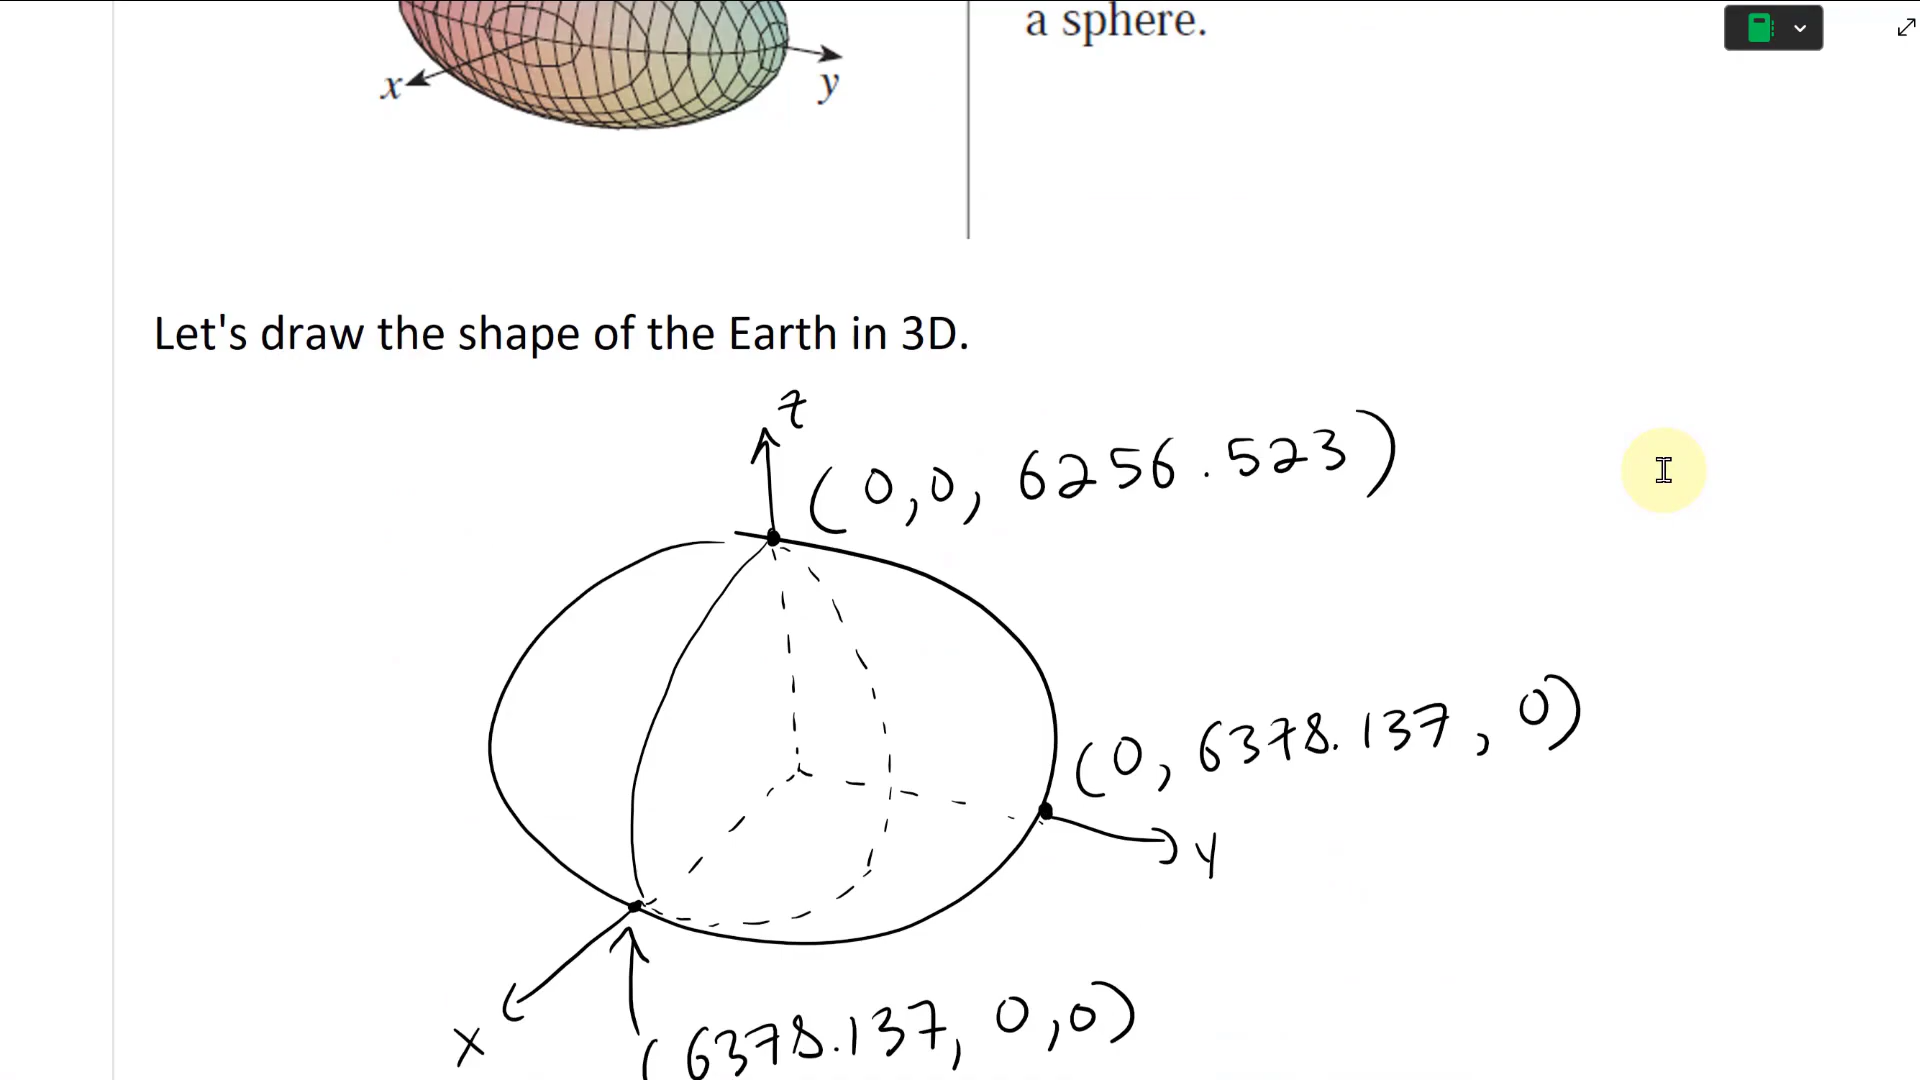 a sphere.
x
y
Let's draw the shape of the Earth in 3D.
z
(0,0, 6256.523)
(0, 6378.137, 0)
y
x
(6378.137, 0,0)